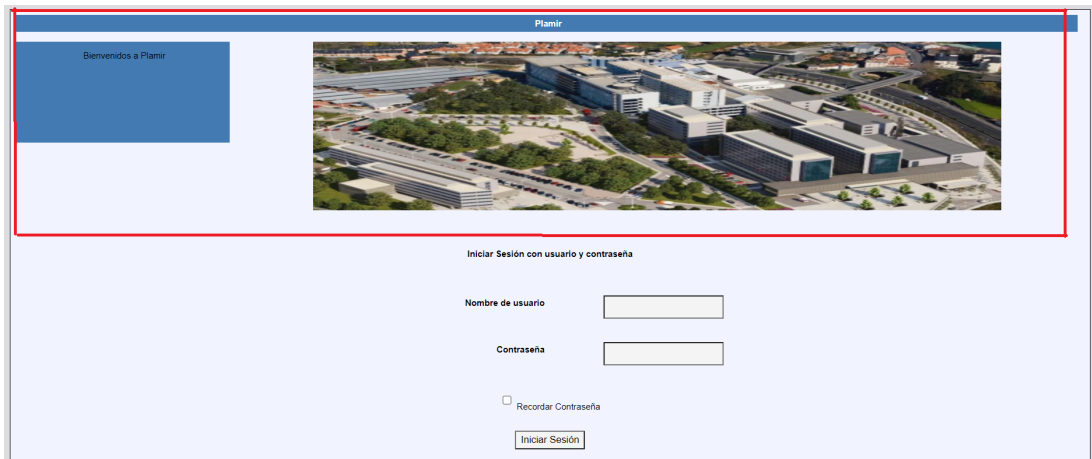 Plamir
Bienvenidos a Plamir
Iniciar Sesión con usuario y contraseña
Nombre de usuario
Contraseña
Recordar Contraseña
Iniciar Sesión